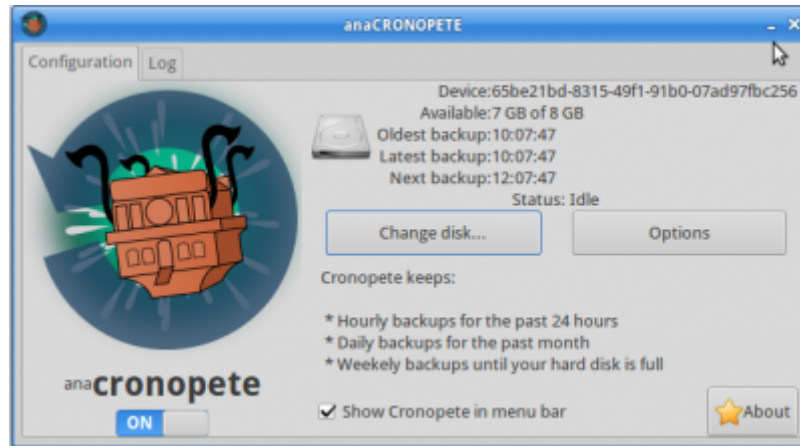 anaCRONOPETE
Configuration
Log
Device:65be21bd-8315-49f1-91b0-07ad97fbc256
Available:7 GB of 8 GB
Oldest backup:10:07:47
Latest backup:10:07:47
Next backup:12:07:47
Status: Idle
Change disk...
Options
Cronopete keeps:
* Hourly backups for the past 24 hours
* Daily backups for the past month
* Weekely backups until your hard disk is full
anacronopete
ON
Show Cronopete in menu bar
About